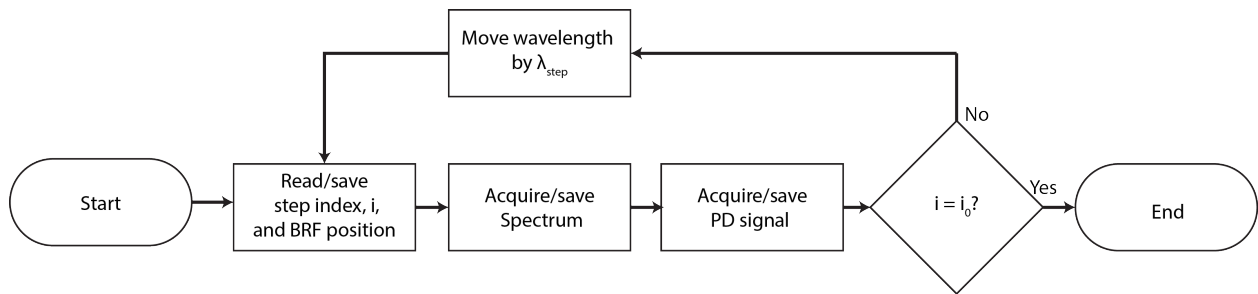 Move wavelength
by λstep
No
Start
Read/save
step index, i,
and BRF position
Acquire/save
Spectrum
Acquire/save
PD signal
i = i0?
Yes
End